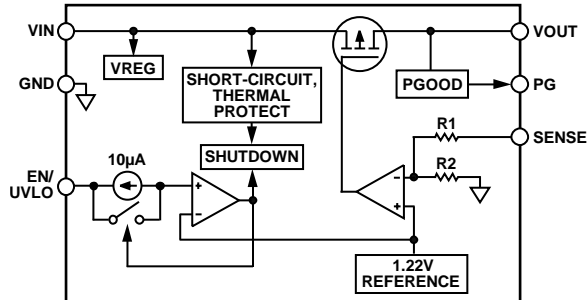 VIN
VOUT
VREG
GND
SHORT-CIRCUIT,
THERMAL
PROTECT
PGOOD
PG
R1
SENSE
10µA
SHUTDOWN
R2
EN/
UVLO
+
−
−
+
1.22V
REFERENCE